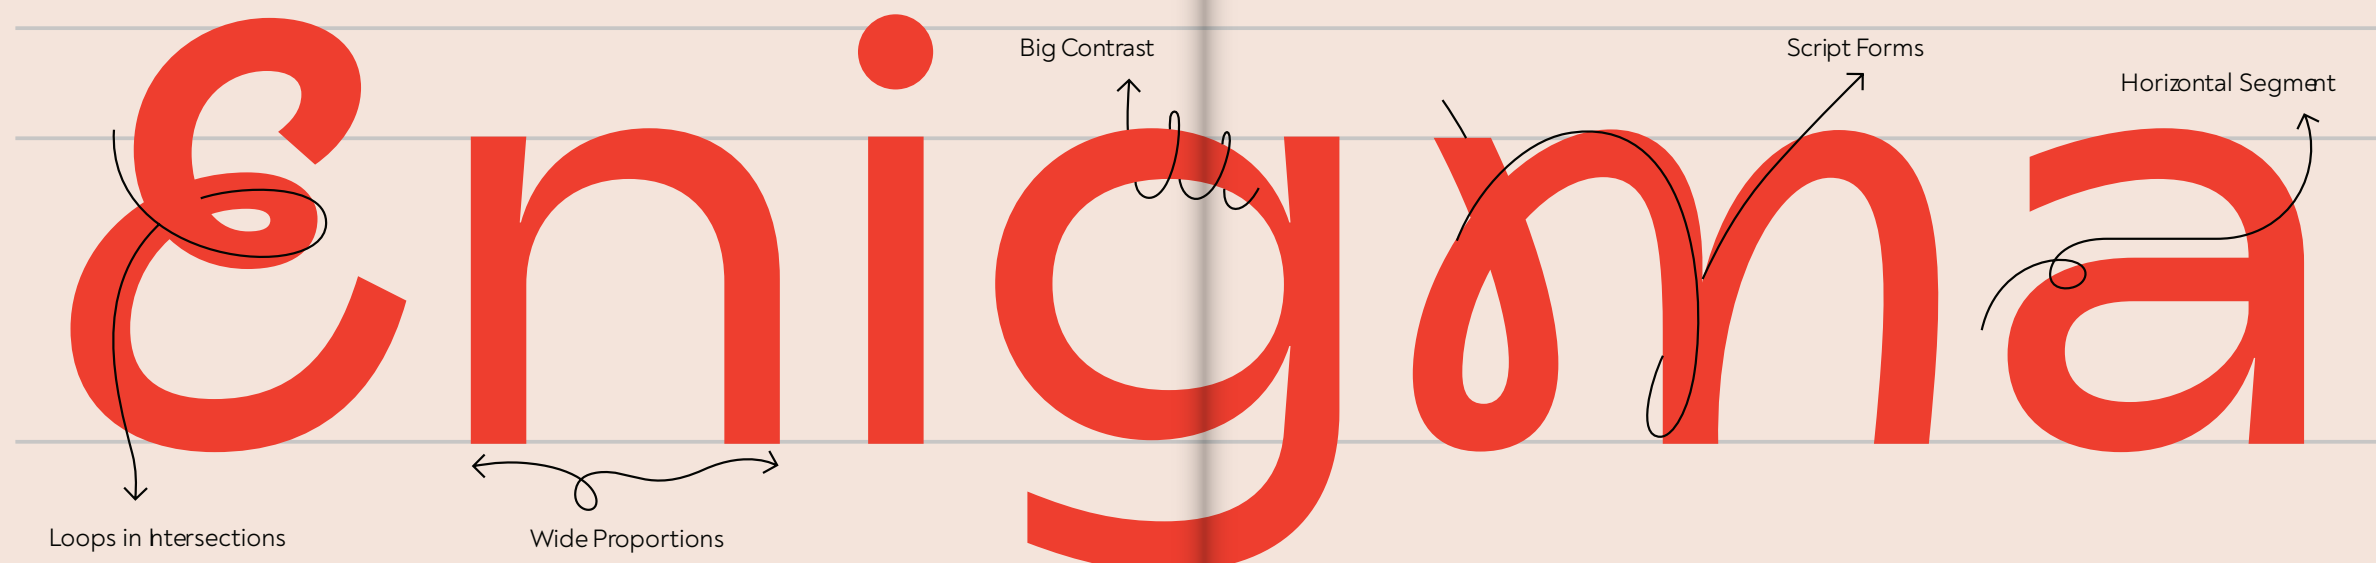 Enigma
Big Contrast
Script Forms
Horizontal Segment
Loops in Intersections
Wide Proportions